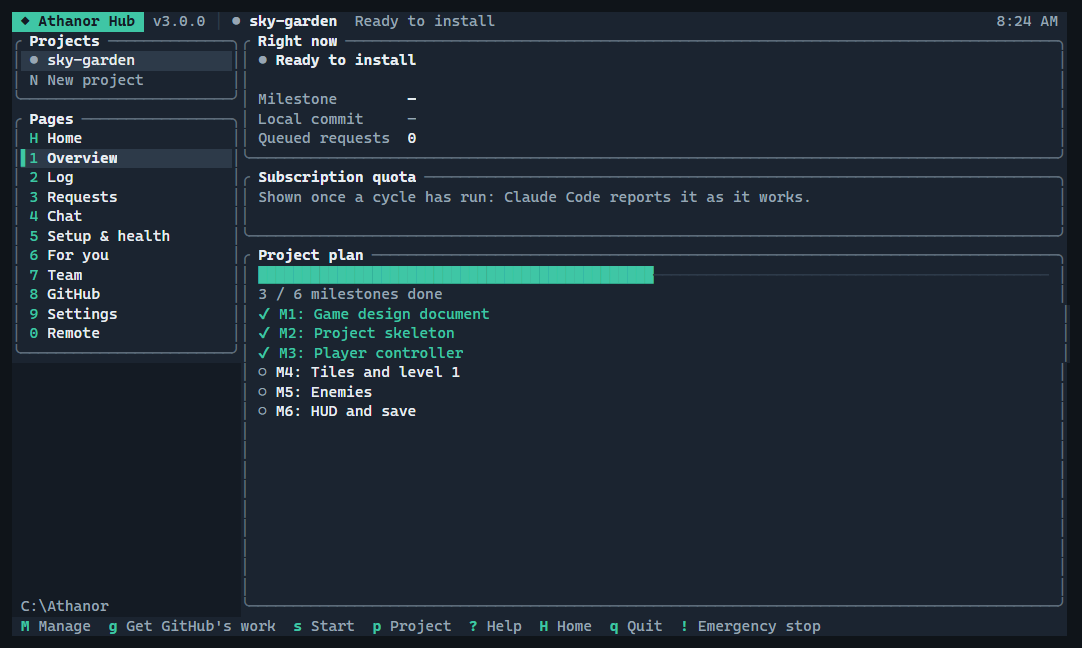 ◆ Athanor Hub v3.0.0 ● sky-garden Ready to install 8:24 AM
Projects
● sky-garden
N New project
Pages
H Home
1 Overview
2 Log
3 Requests
4 Chat
5 Setup & health
6 For you
7 Team
8 GitHub
9 Settings
0 Remote
C:\Athanor
Right now
● Ready to install
Milestone —
Local commit —
Queued requests 0
Subscription quota
Shown once a cycle has run: Claude Code reports it as it works.
Project plan
3 / 6 milestones done
✓ M1: Game design document
✓ M2: Project skeleton
✓ M3: Player controller
○ M4: Tiles and level 1
○ M5: Enemies
○ M6: HUD and save
M Manage g Get GitHub's work s Start p Project ? Help H Home q Quit ! Emergency stop